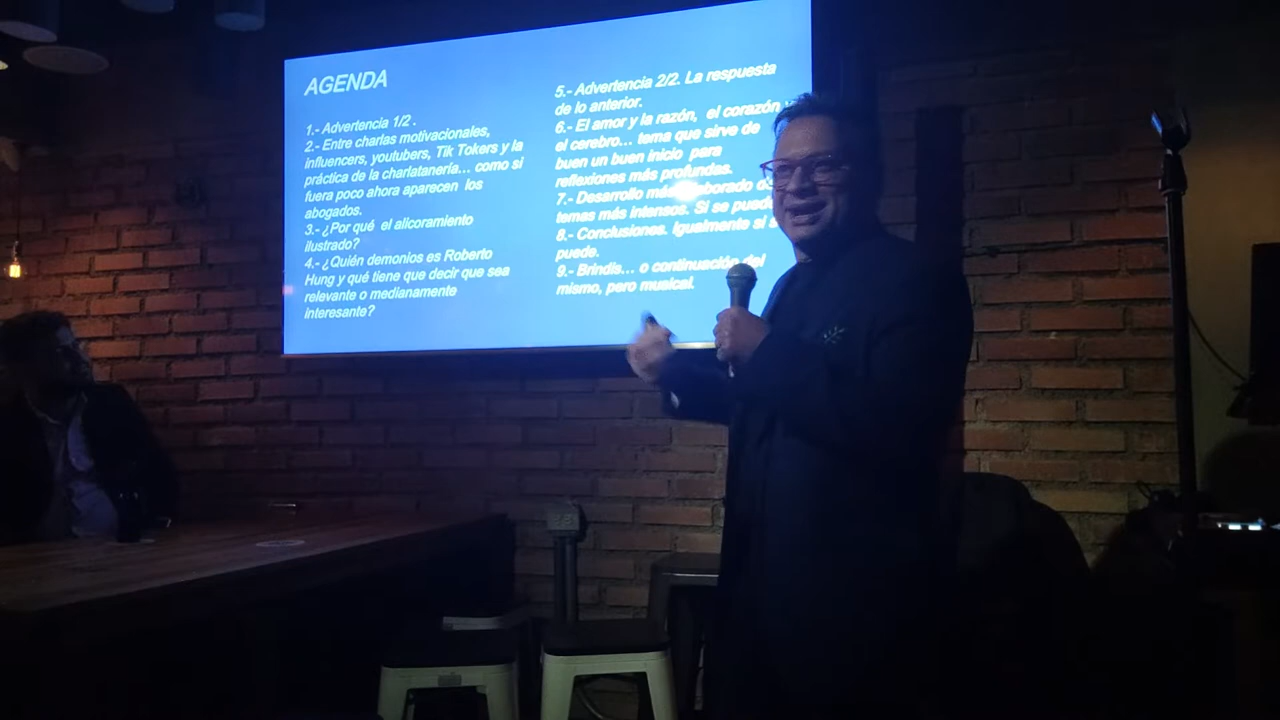 AGENDA
1.- Advertencia 1/2 .
2.- Entre charlas motivacionales,
influencers, youtubers, Tik Tokers y la
práctica de la charlatanería... como si
fuera poco ahora aparecen los
abogados.
3.- ¿Por qué el alicoramiento
ilustrado?
4.- ¿Quién demonios es Roberto
Hung y qué tiene que decir que sea
relevante o medianamente
interesante?
5.- Advertencia 2/2. La respuesta
de lo anterior.
6.- El amor y la razón, el corazón y
el cerebro... tema que sirve de
buen un buen inicio para
reflexiones más profundas.
7.- Desarrollo más elaborado
temas más intensos. Si se puede
8.- Conclusiones. Igualmente si
puede.
9.- Brindis... o continuación del
mismo, pero musical.